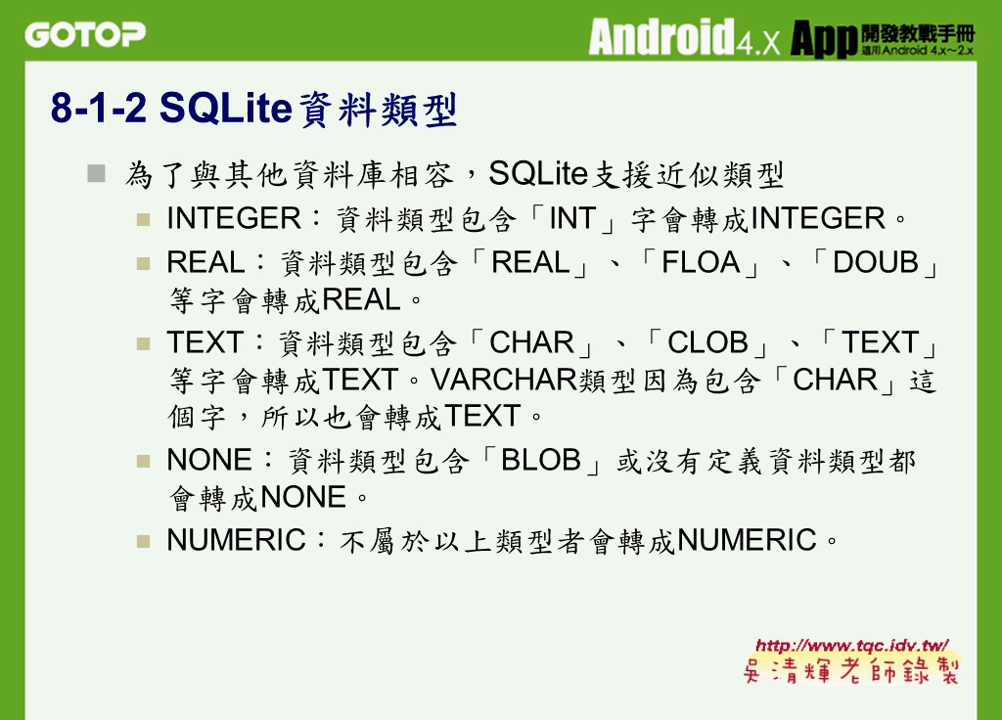 GOTOP
Android 4.X App 開發教戰手冊
適用Android 4.x~2.x
8-1-2 SQLite資料類型
為了與其他資料庫相容，SQLite支援近似類型
INTEGER：資料類型包含「INT」字會轉成INTEGER。
REAL：資料類型包含「REAL」、「FLOA」、「DOUB」
等字會轉成REAL。
TEXT：資料類型包含「CHAR」、「CLOB」、「TEXT」
等字會轉成TEXT。VARCHAR類型因為包含「CHAR」這
個字，所以也會轉成TEXT。
NONE：資料類型包含「BLOB」或沒有定義資料類型都
會轉成NONE。
NUMERIC：不屬於以上類型者會轉成NUMERIC。
http://www.tqc.idv.tw/
吳清輝老師錄製